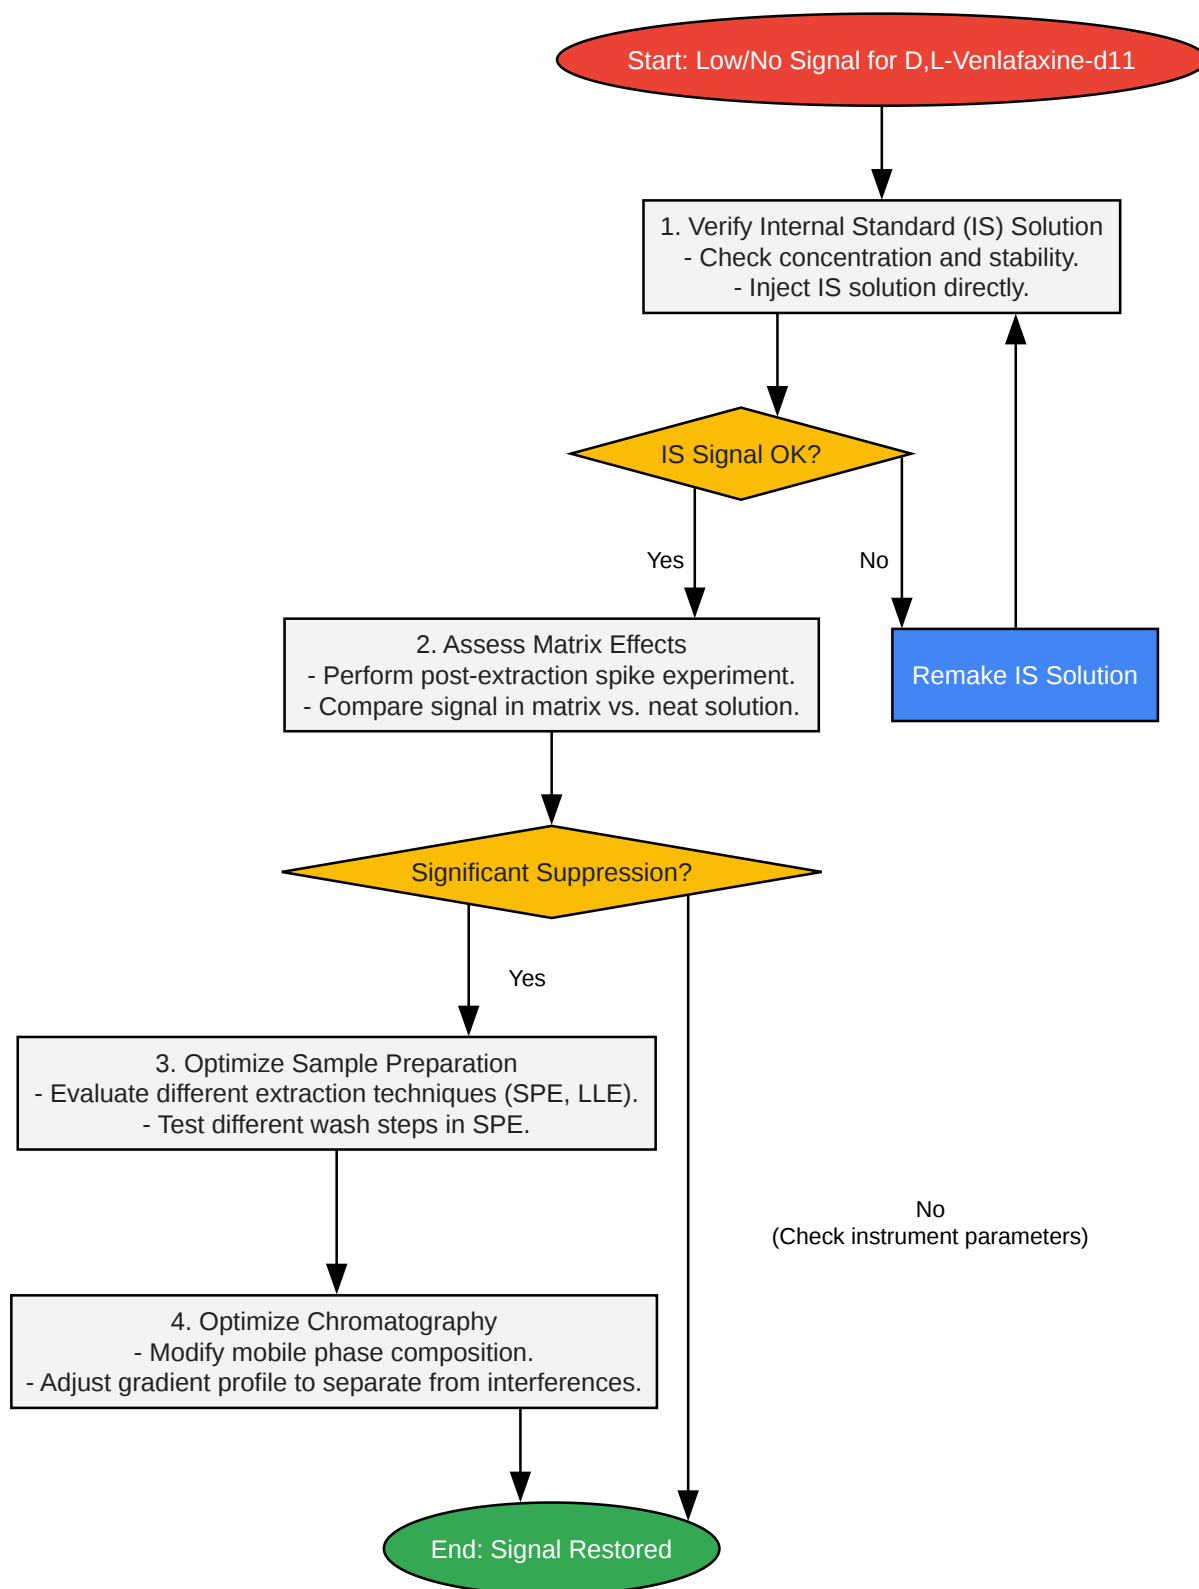 Start: Low/No Signal for D,L-Venlafaxine-d11
1. Verify Internal Standard (IS) Solution
- Check concentration and stability.
- Inject IS solution directly.
IS Signal OK?
Yes
No
2. Assess Matrix Effects
- Perform post-extraction spike experiment.
- Compare signal in matrix vs. neat solution.
Remake IS Solution
Significant Suppression?
Yes
3. Optimize Sample Preparation
- Evaluate different extraction techniques (SPE, LLE).
- Test different wash steps in SPE.
No
(Check instrument parameters)
4. Optimize Chromatography
- Modify mobile phase composition.
- Adjust gradient profile to separate from interferences.
End: Signal Restored